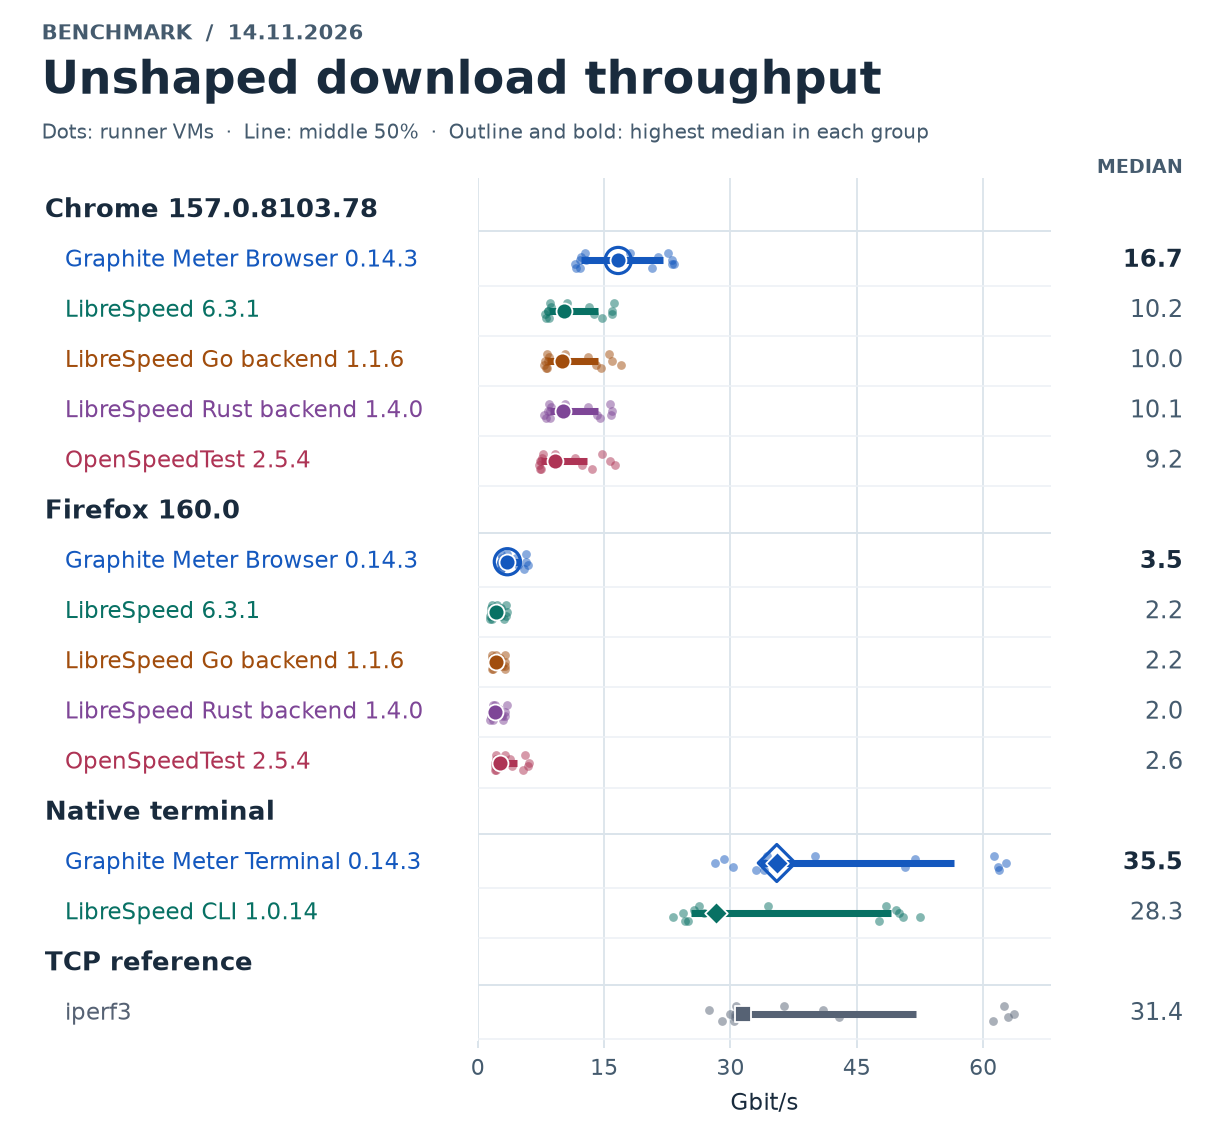 BENCHMARK / 14.11.2026
Unshaped download throughput
Dots: runner VMs · Line: middle 50% · Outline and bold: highest median in each group
MEDIAN
Chrome 157.0.8103.78
Graphite Meter Browser 0.14.3 16.7
LibreSpeed 6.3.1 10.2
LibreSpeed Go backend 1.1.6 10.0
LibreSpeed Rust backend 1.4.0 10.1
OpenSpeedTest 2.5.4 9.2
Firefox 160.0
Graphite Meter Browser 0.14.3 3.5
LibreSpeed 6.3.1 2.2
LibreSpeed Go backend 1.1.6 2.2
LibreSpeed Rust backend 1.4.0 2.0
OpenSpeedTest 2.5.4 2.6
Native terminal
Graphite Meter Terminal 0.14.3 35.5
LibreSpeed CLI 1.0.14 28.3
TCP reference
iperf3 31.4
0 15 30 45 60
Gbit/s